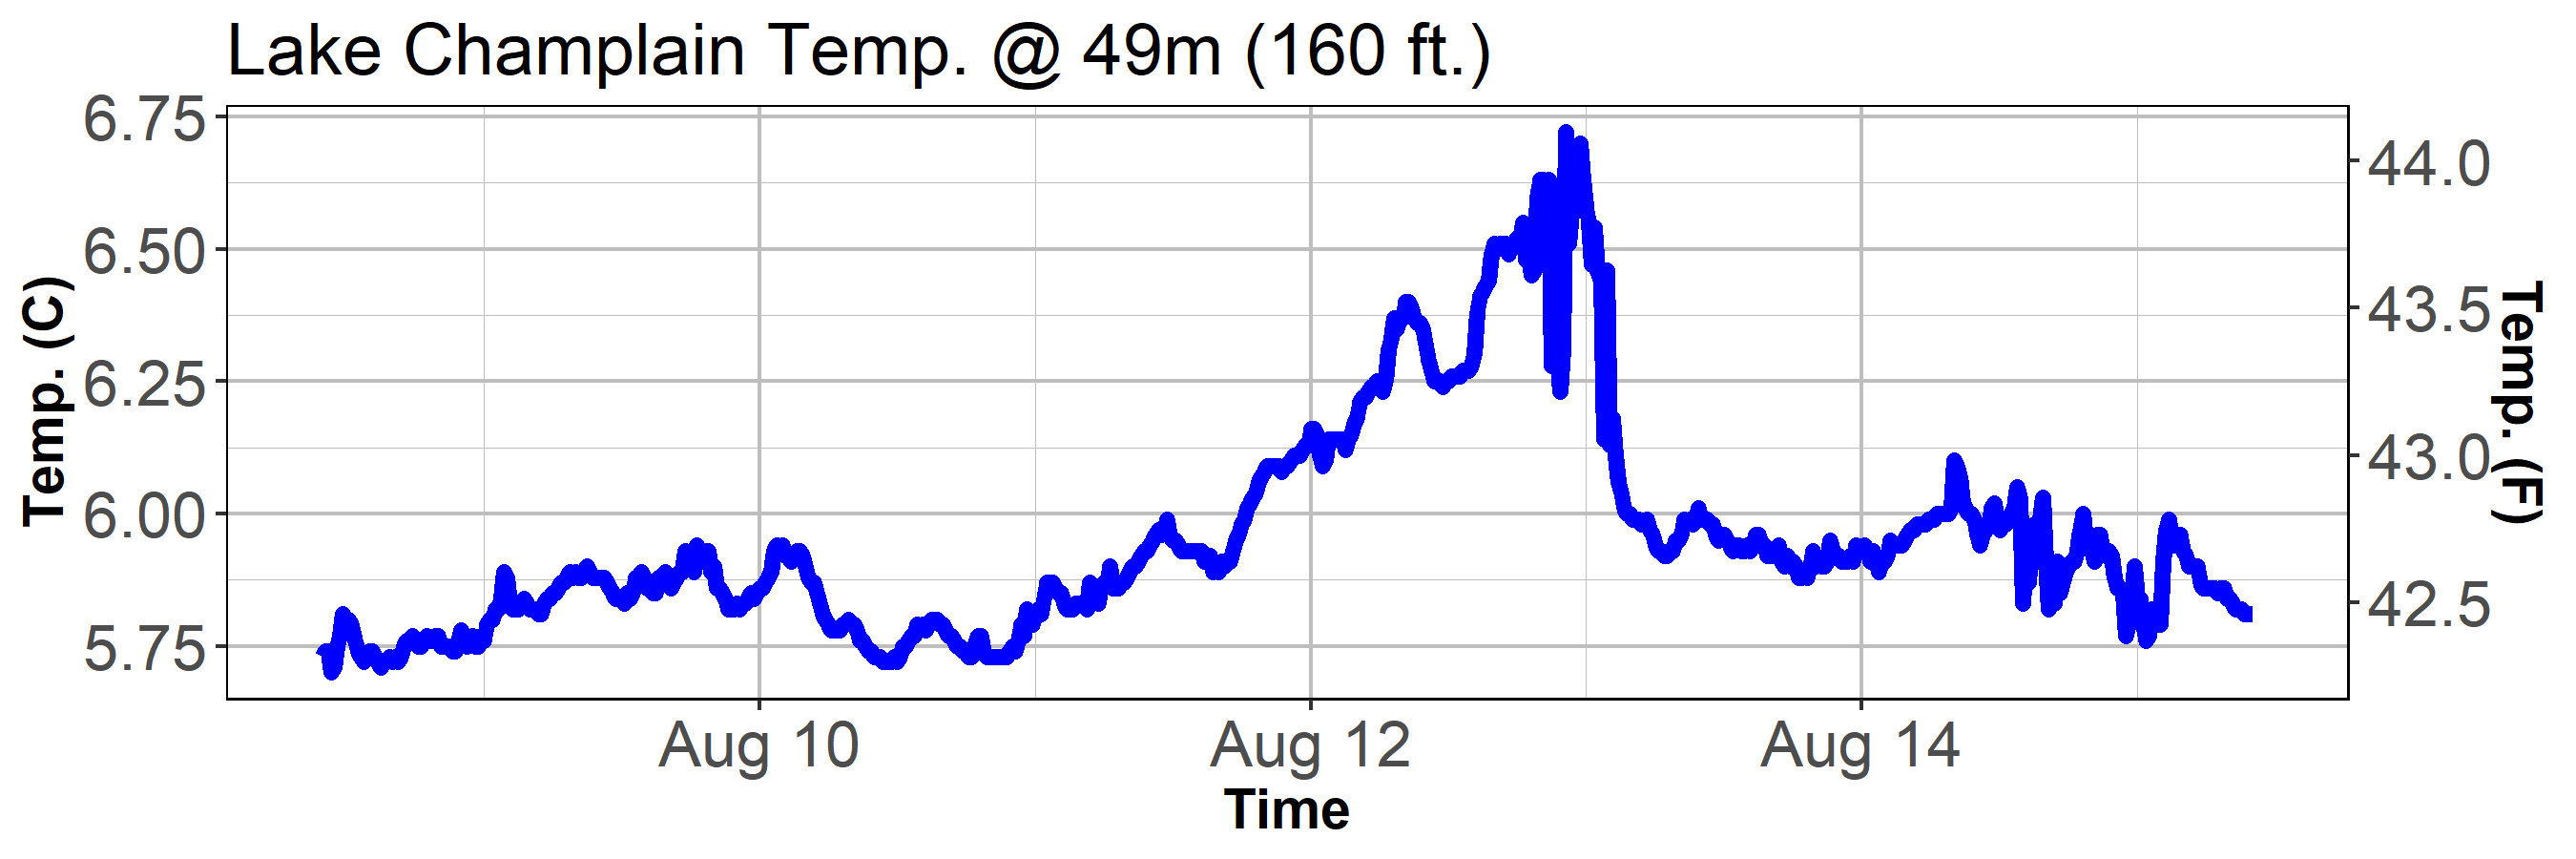 Lake Champlain Temp. @ 49m (160 ft.)
6.75
6.50
6.25
6.00
5.75
Temp. (C)
44.0
43.5
43.0
42.5
Temp. (F)
Aug 10
Aug 12
Aug 14
Time